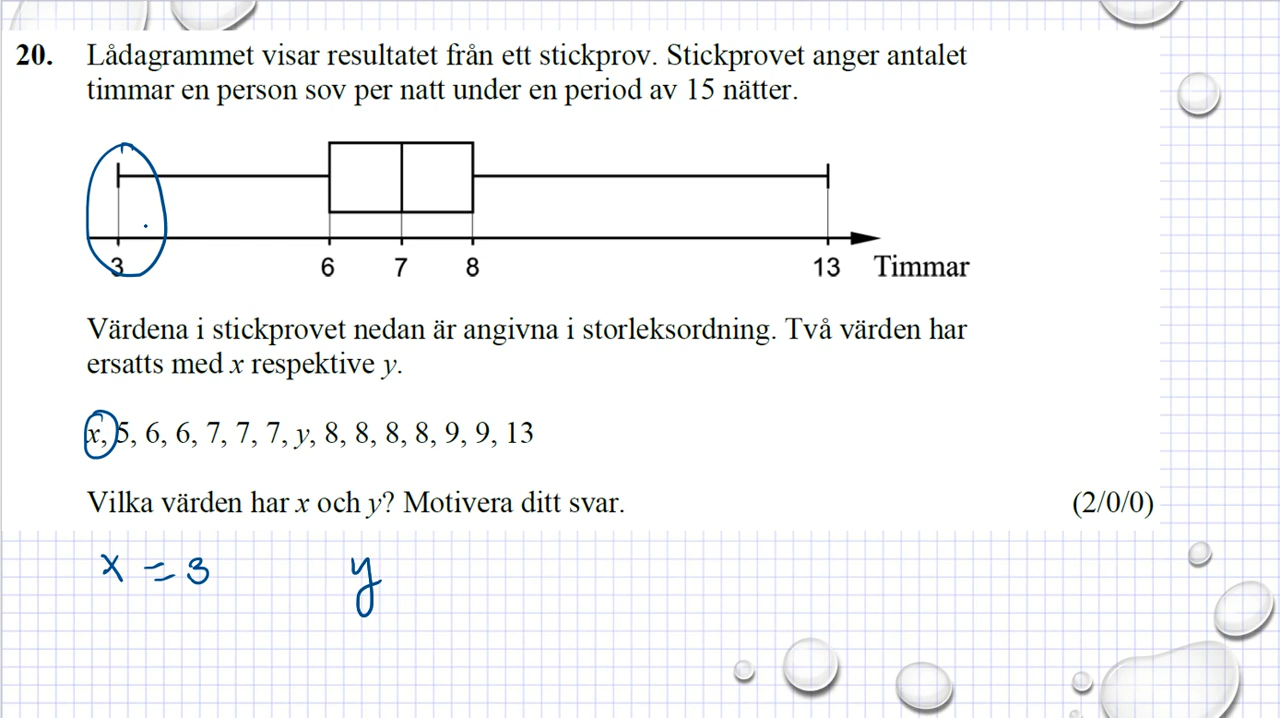 20. Lådagrammet visar resultatet från ett stickprov. Stickprovet anger antalet
timmar en person sov per natt under en period av 15 nätter.
3 6 7 8 13 Timmar
Värdena i stickprovet nedan är angivna i storleksordning. Två värden har
ersatts med x respektive y.
x, 5, 6, 6, 7, 7, 7, y, 8, 8, 8, 8, 9, 9, 13
Vilka värden har x och y? Motivera ditt svar. (2/0/0)
x = 3 y